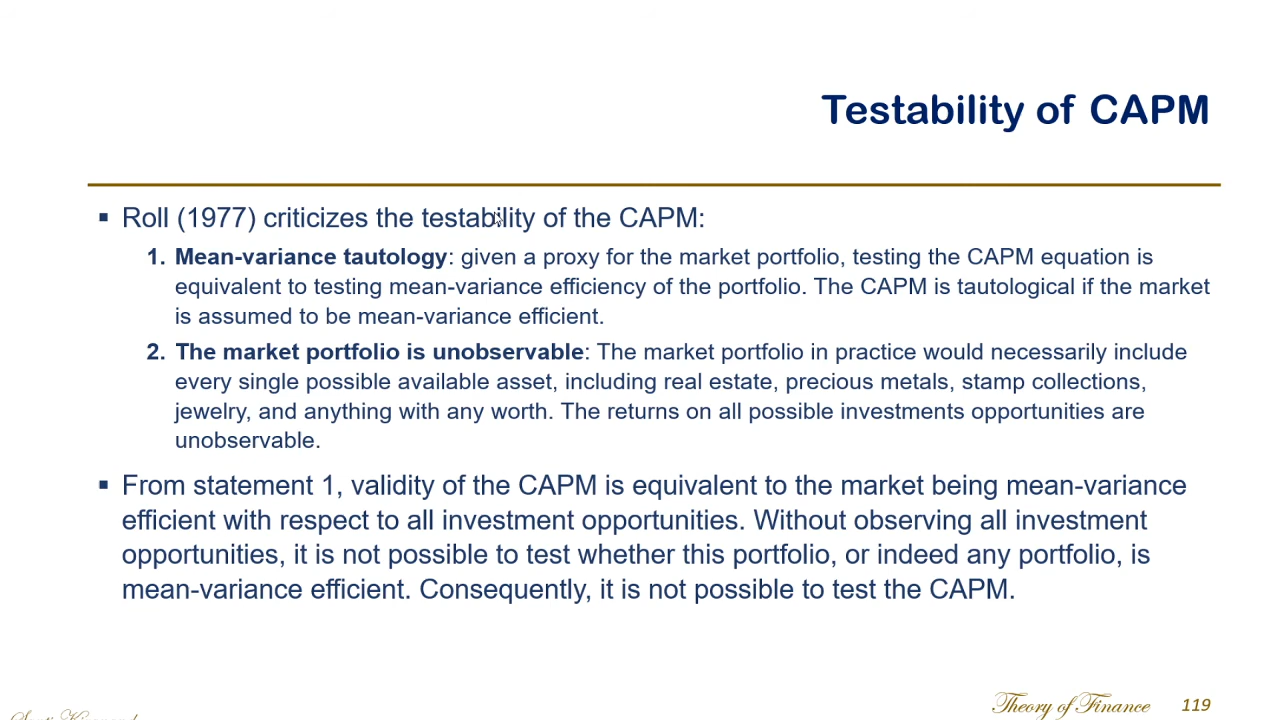 Testability of CAPM
▪ Roll (1977) criticizes the testability of the CAPM:
1. Mean-variance tautology: given a proxy for the market portfolio, testing the CAPM equation is
equivalent to testing mean-variance efficiency of the portfolio. The CAPM is tautological if the market
is assumed to be mean-variance efficient.
2. The market portfolio is unobservable: The market portfolio in practice would necessarily include
every single possible available asset, including real estate, precious metals, stamp collections,
jewelry, and anything with any worth. The returns on all possible investments opportunities are
unobservable.
▪ From statement 1, validity of the CAPM is equivalent to the market being mean-variance
efficient with respect to all investment opportunities. Without observing all investment
opportunities, it is not possible to test whether this portfolio, or indeed any portfolio, is
mean-variance efficient. Consequently, it is not possible to test the CAPM.
Theory of Finance 119